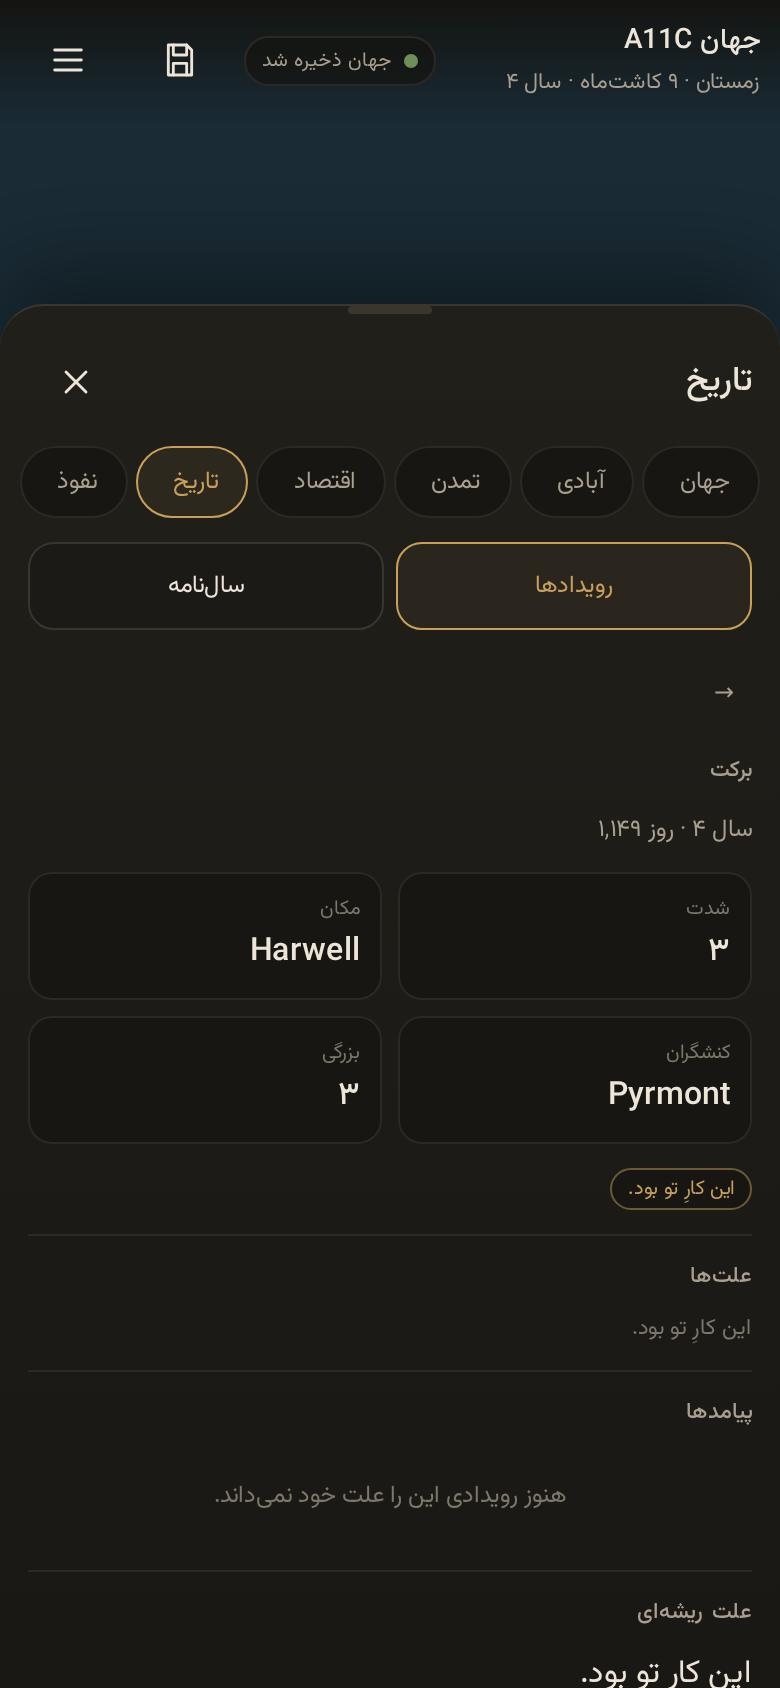 جهان A11C
زمستان · ۹ کاشت‌ماه · سال ۴
جهان ذخیره شد
تاریخ
جهان
آبادی
تمدن
اقتصاد
تاریخ
نفوذ
رویدادها
سال‌نامه
→
برکت
سال ۴ · روز ۱,۱۴۹
شدت
۳
مکان
Harwell
کنشگران
Pyrmont
بزرگی
۳
این کارِ تو بود.
علت‌ها
این کارِ تو بود.
پیامدها
هنوز رویدادی این را علت خود نمی‌داند.
علت ریشه‌ای
این کارِ تو بود.